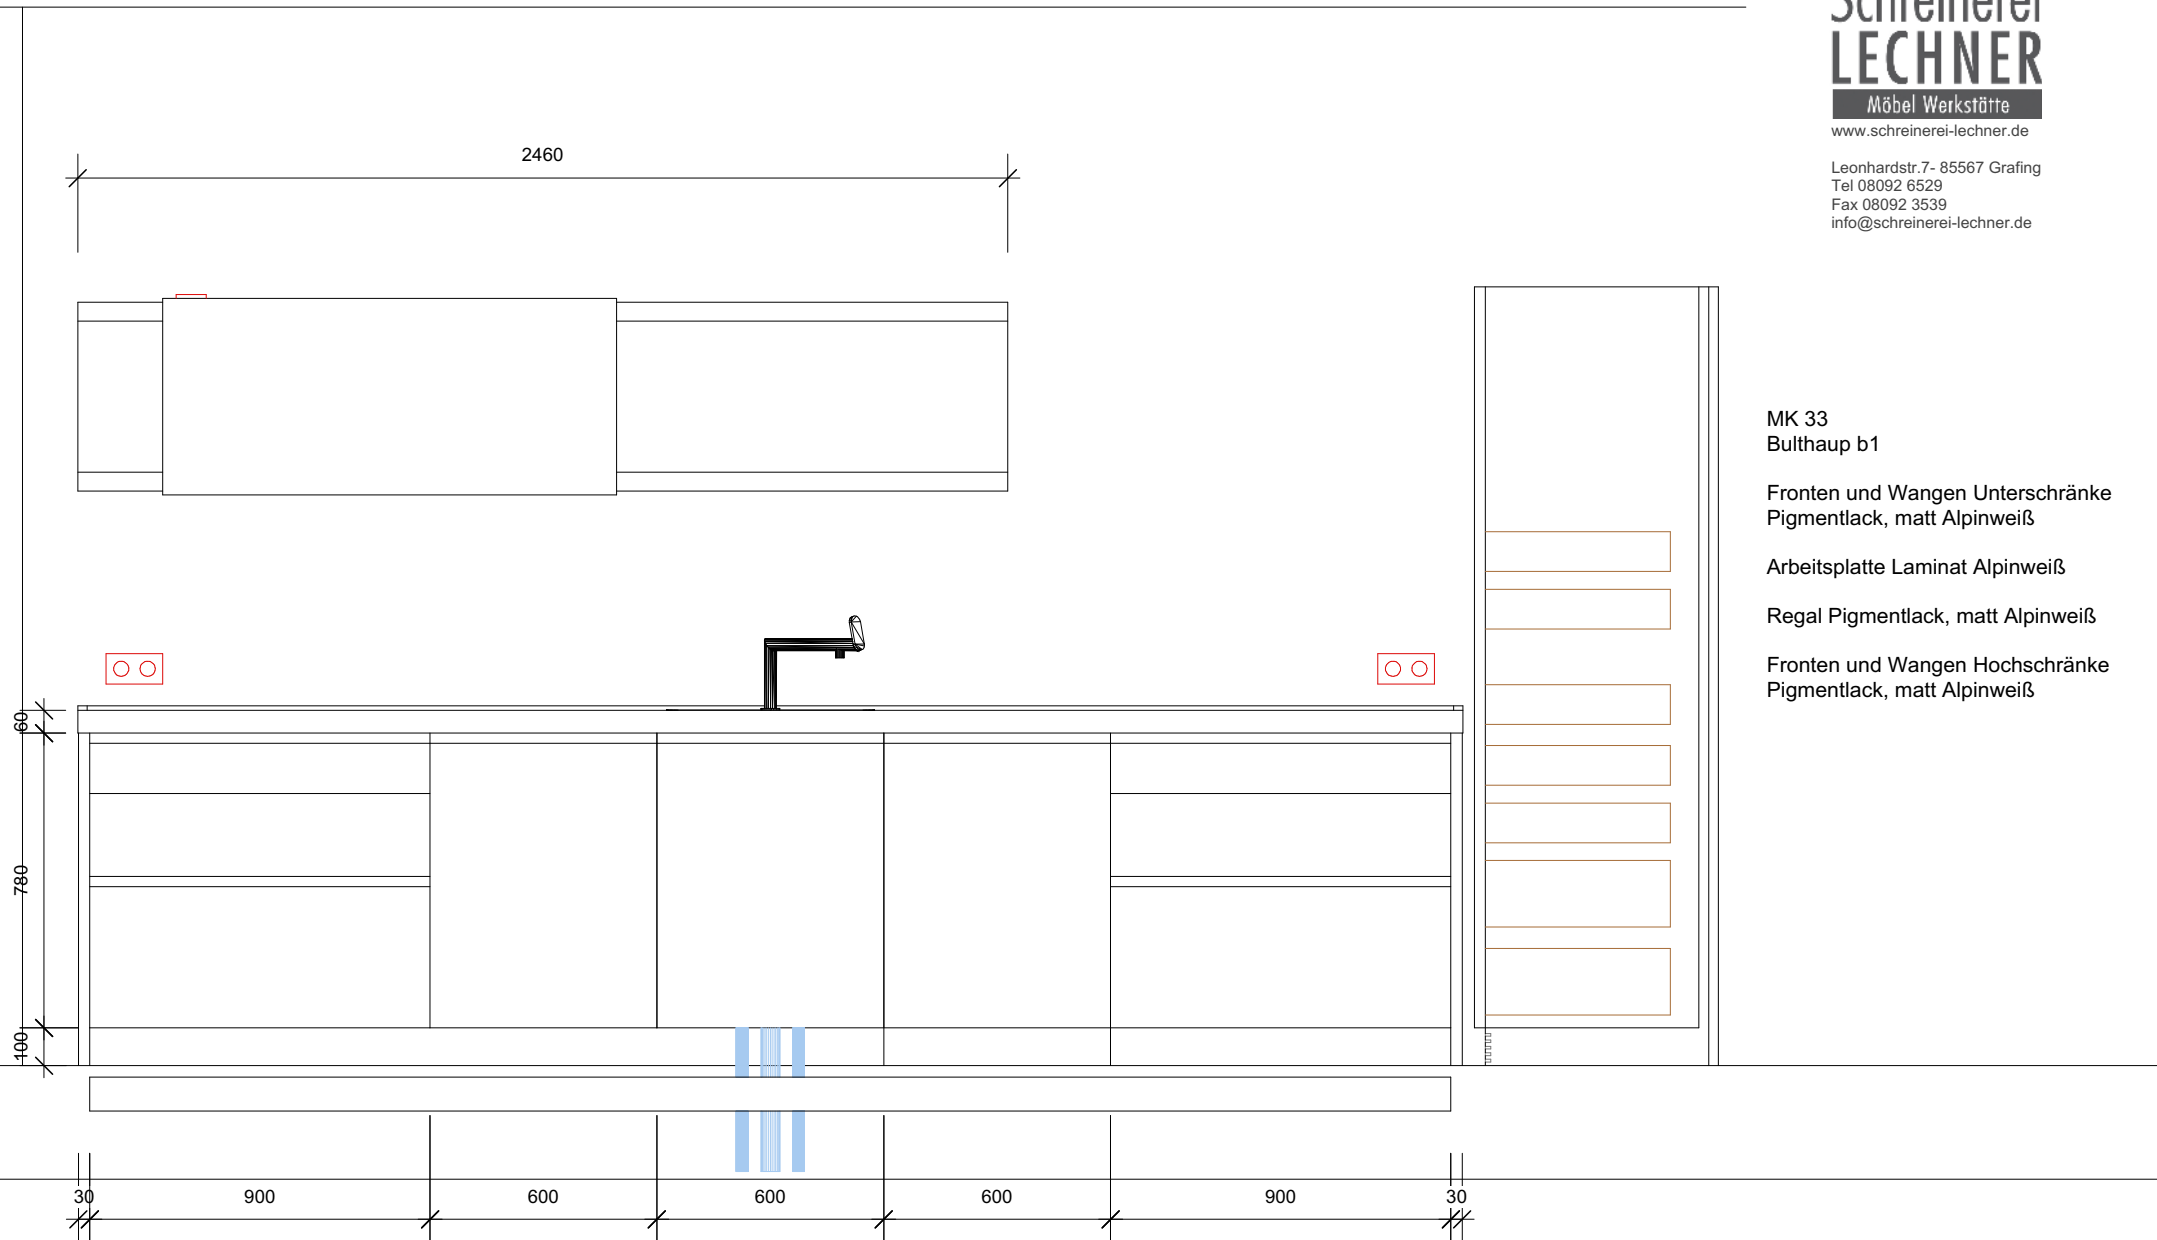 Schreinerei
LECHNER
Möbel Werkstätte
www.schreinerei-lechner.de
Leonhardstr.7- 85567 Grafing
Tel 08092 6529
Fax 08092 3539
info@schreinerei-lechner.de
2460
MK 33
Bulthaup b1
Fronten und Wangen Unterschränke
Pigmentlack, matt Alpinweiß
Arbeitsplatte Laminat Alpinweiß
Regal Pigmentlack, matt Alpinweiß
Fronten und Wangen Hochschränke
Pigmentlack, matt Alpinweiß
60
780
100
30 900 600 600 600 900 30